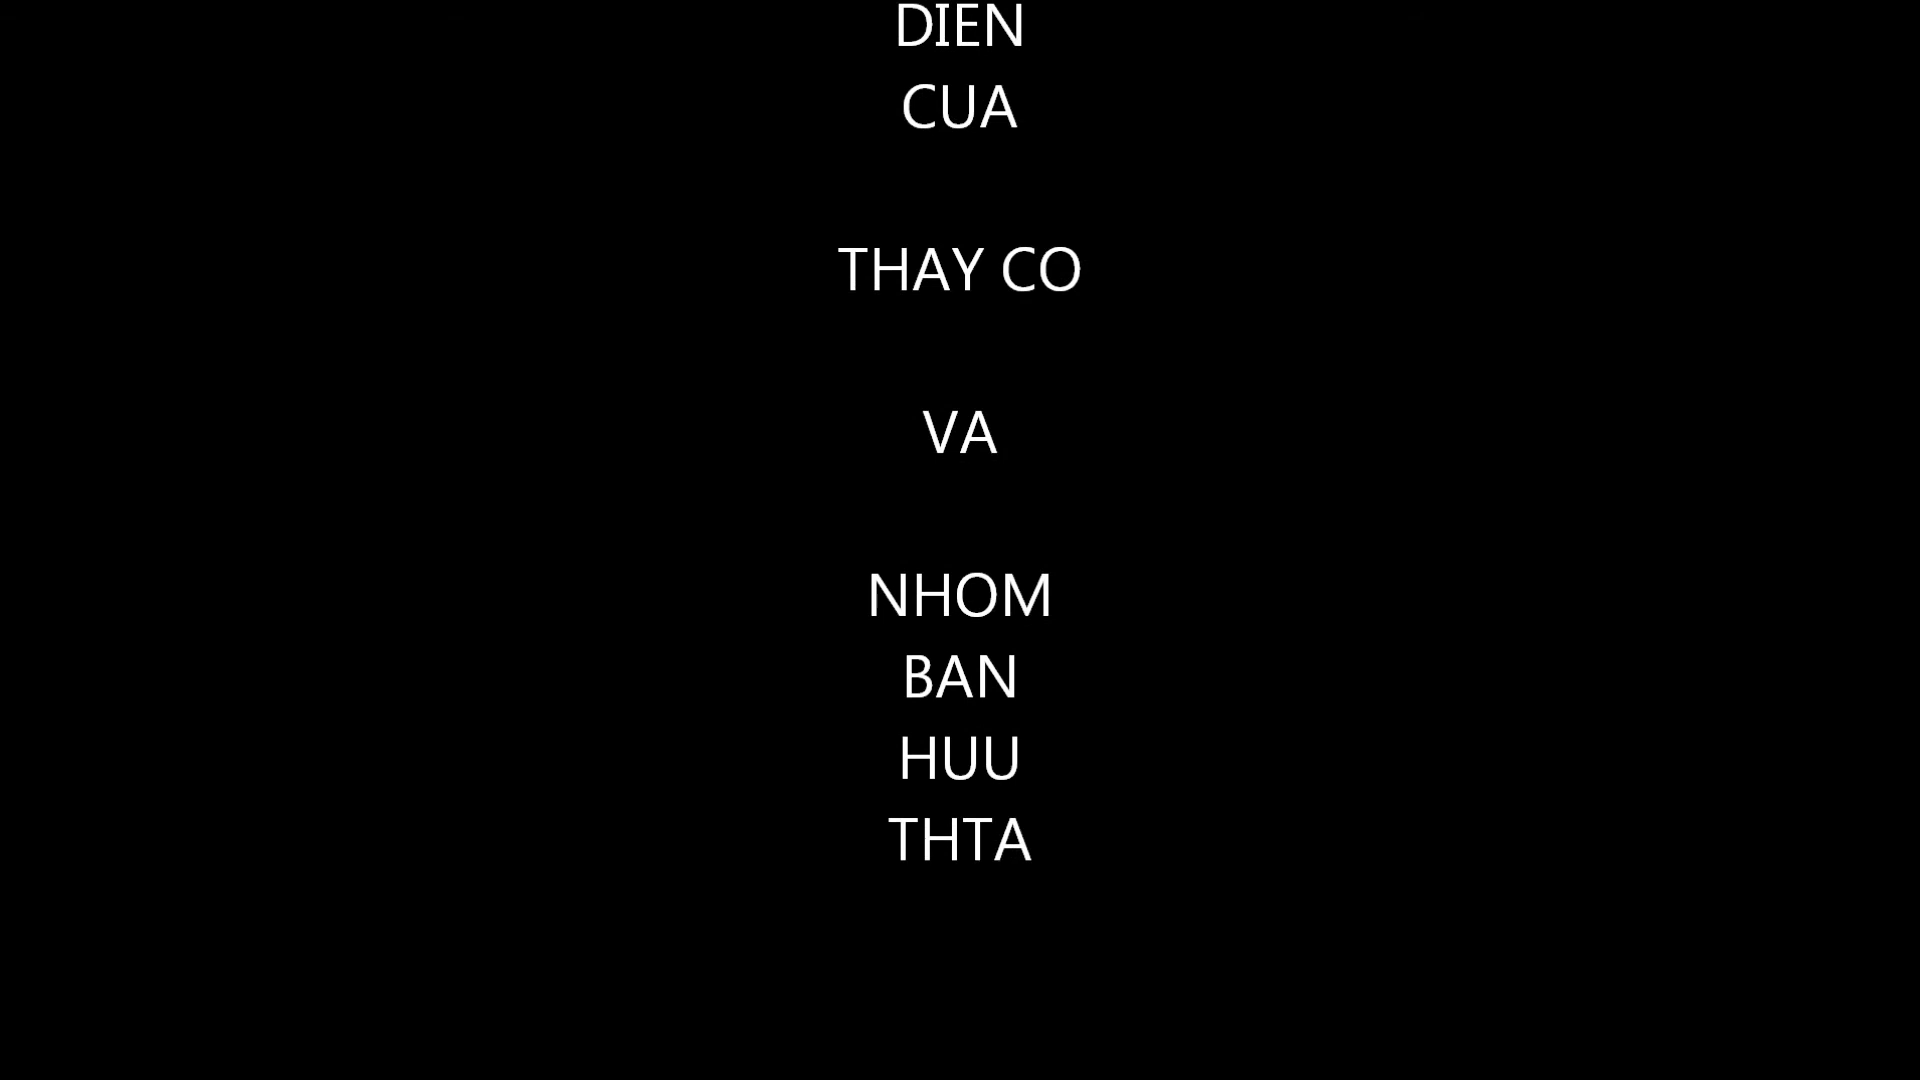 DIEN
CUA
THAY CO
VA
NHOM
BAN
HUU
THTA